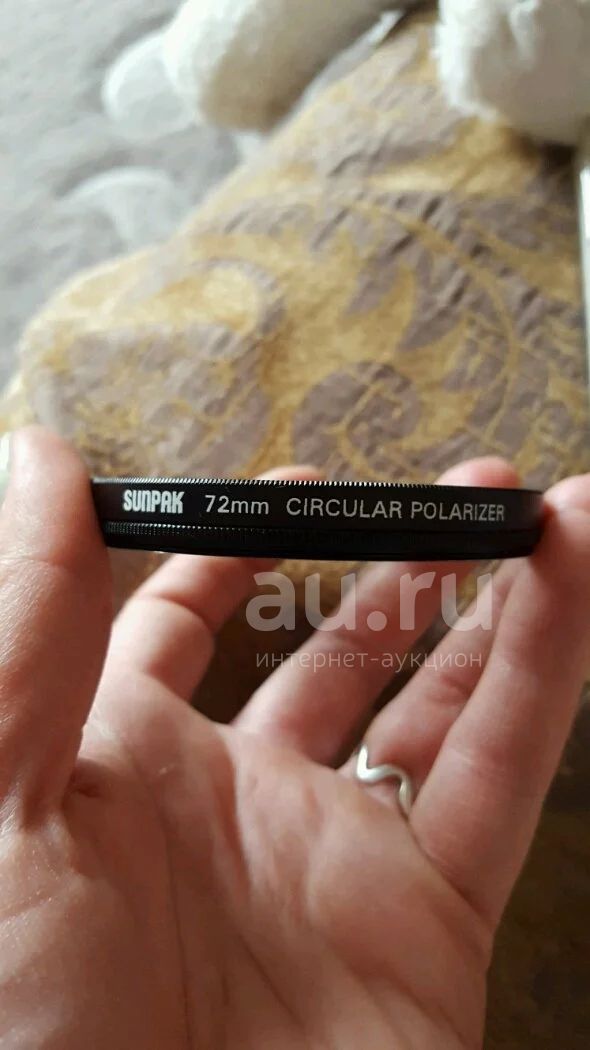 SUNPAK 72mm CIRCULAR POLARIZER
au.ru
интернет-аукцион